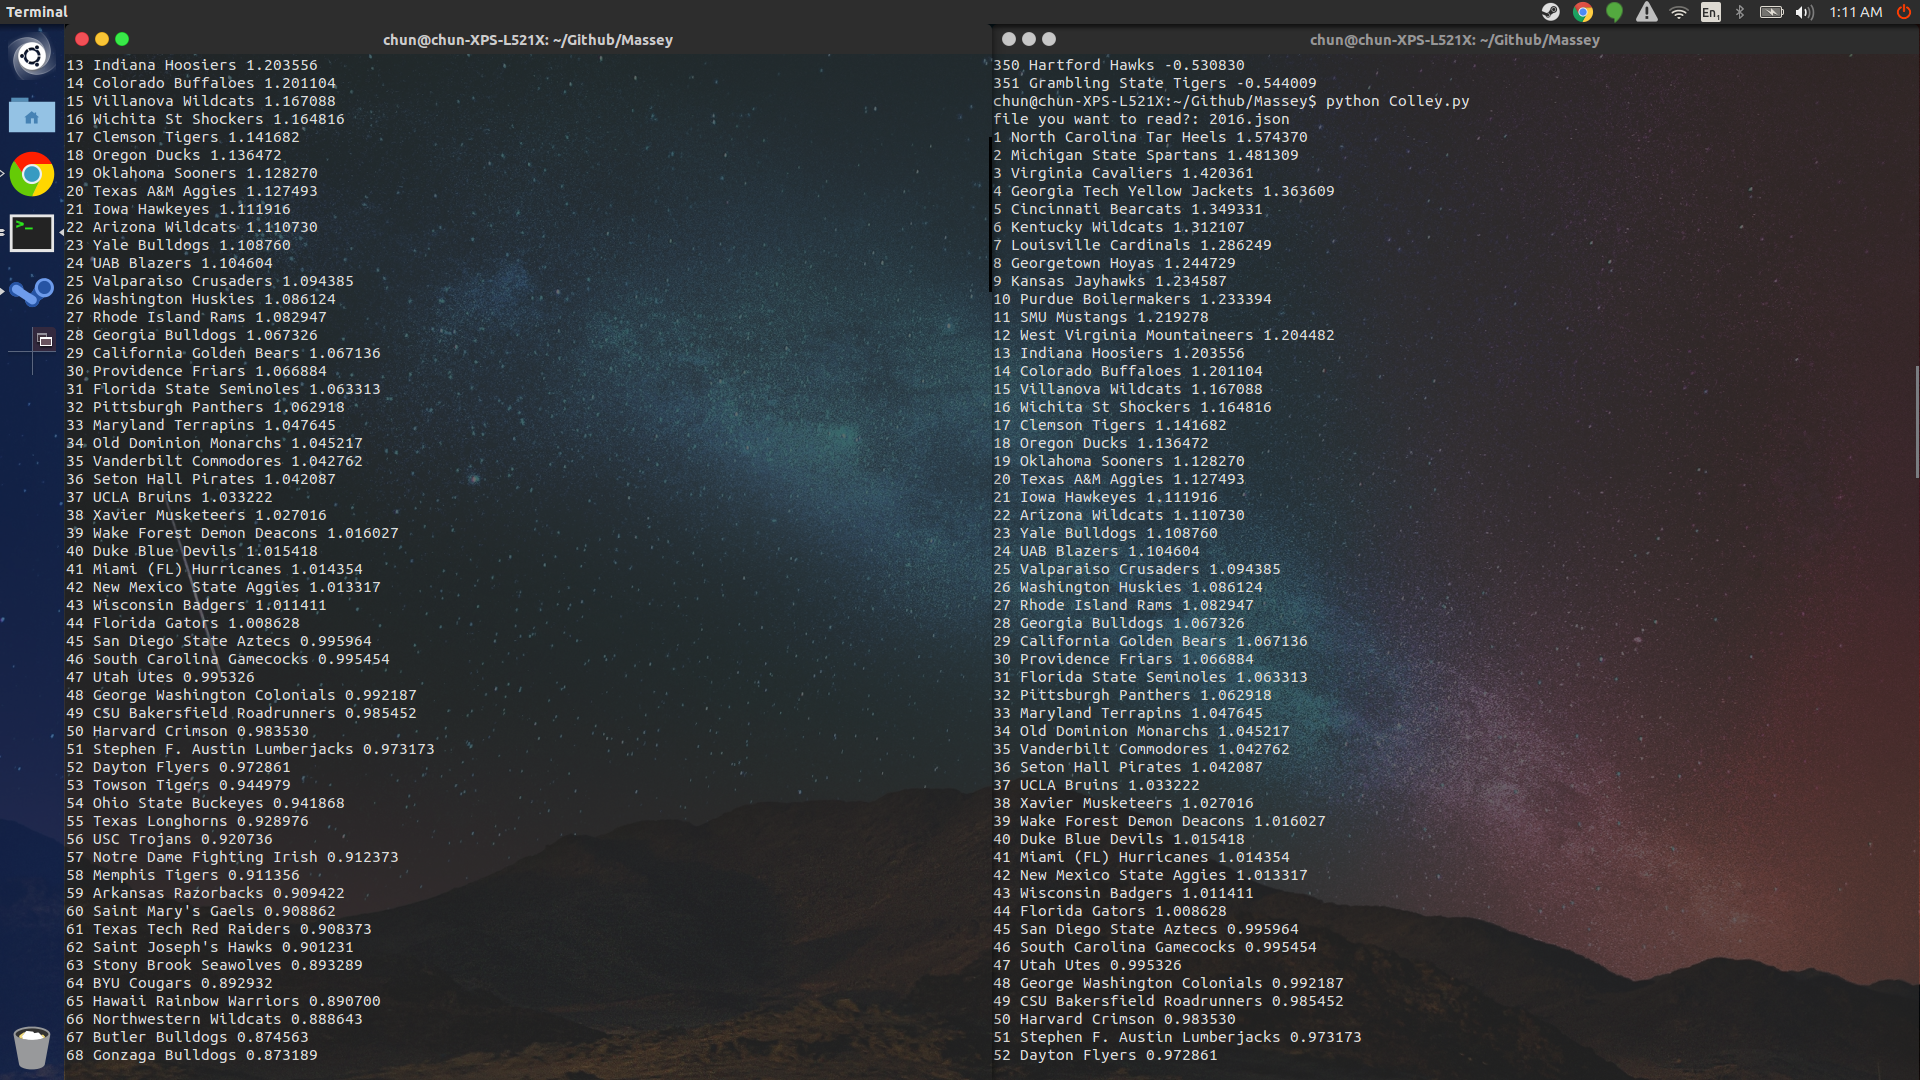 Terminal
En1
1:11 AM
chun@chun-XPS-L521X: ~/Github/Massey
13 Indiana Hoosiers 1.203556
14 Colorado Buffaloes 1.201104
15 Villanova Wildcats 1.167088
16 Wichita St Shockers 1.164816
17 Clemson Tigers 1.141682
18 Oregon Ducks 1.136472
19 Oklahoma Sooners 1.128270
20 Texas A&M Aggies 1.127493
21 Iowa Hawkeyes 1.111916
22 Arizona Wildcats 1.110730
23 Yale Bulldogs 1.108760
24 UAB Blazers 1.104604
25 Valparaiso Crusaders 1.094385
26 Washington Huskies 1.086124
27 Rhode Island Rams 1.082947
28 Georgia Bulldogs 1.067326
29 California Golden Bears 1.067136
30 Providence Friars 1.066884
31 Florida State Seminoles 1.063313
32 Pittsburgh Panthers 1.062918
33 Maryland Terrapins 1.047645
34 Old Dominion Monarchs 1.045217
35 Vanderbilt Commodores 1.042762
36 Seton Hall Pirates 1.042087
37 UCLA Bruins 1.033222
38 Xavier Musketeers 1.027016
39 Wake Forest Demon Deacons 1.016027
40 Duke Blue Devils 1.015418
41 Miami (FL) Hurricanes 1.014354
42 New Mexico State Aggies 1.013317
43 Wisconsin Badgers 1.011411
44 Florida Gators 1.008628
45 San Diego State Aztecs 0.995964
46 South Carolina Gamecocks 0.995454
47 Utah Utes 0.995326
48 George Washington Colonials 0.992187
49 CSU Bakersfield Roadrunners 0.985452
50 Harvard Crimson 0.983530
51 Stephen F. Austin Lumberjacks 0.973173
52 Dayton Flyers 0.972861
53 Towson Tigers 0.944979
54 Ohio State Buckeyes 0.941868
55 Texas Longhorns 0.928976
56 USC Trojans 0.920736
57 Notre Dame Fighting Irish 0.912373
58 Memphis Tigers 0.911356
59 Arkansas Razorbacks 0.909422
60 Saint Mary's Gaels 0.908862
61 Texas Tech Red Raiders 0.908373
62 Saint Joseph's Hawks 0.901231
63 Stony Brook Seawolves 0.893289
64 BYU Cougars 0.892932
65 Hawaii Rainbow Warriors 0.890700
66 Northwestern Wildcats 0.888643
67 Butler Bulldogs 0.874563
68 Gonzaga Bulldogs 0.873189
chun@chun-XPS-L521X: ~/Github/Massey
350 Hartford Hawks -0.530830
351 Grambling State Tigers -0.544009
chun@chun-XPS-L521X:~/Github/Massey$ python Colley.py
file you want to read?: 2016.json
1 North Carolina Tar Heels 1.574370
2 Michigan State Spartans 1.481309
3 Virginia Cavaliers 1.420361
4 Georgia Tech Yellow Jackets 1.363609
5 Cincinnati Bearcats 1.349331
6 Kentucky Wildcats 1.312107
7 Louisville Cardinals 1.286249
8 Georgetown Hoyas 1.244729
9 Kansas Jayhawks 1.234587
10 Purdue Boilermakers 1.233394
11 SMU Mustangs 1.219278
12 West Virginia Mountaineers 1.204482
13 Indiana Hoosiers 1.203556
14 Colorado Buffaloes 1.201104
15 Villanova Wildcats 1.167088
16 Wichita St Shockers 1.164816
17 Clemson Tigers 1.141682
18 Oregon Ducks 1.136472
19 Oklahoma Sooners 1.128270
20 Texas A&M Aggies 1.127493
21 Iowa Hawkeyes 1.111916
22 Arizona Wildcats 1.110730
23 Yale Bulldogs 1.108760
24 UAB Blazers 1.104604
25 Valparaiso Crusaders 1.094385
26 Washington Huskies 1.086124
27 Rhode Island Rams 1.082947
28 Georgia Bulldogs 1.067326
29 California Golden Bears 1.067136
30 Providence Friars 1.066884
31 Florida State Seminoles 1.063313
32 Pittsburgh Panthers 1.062918
33 Maryland Terrapins 1.047645
34 Old Dominion Monarchs 1.045217
35 Vanderbilt Commodores 1.042762
36 Seton Hall Pirates 1.042087
37 UCLA Bruins 1.033222
38 Xavier Musketeers 1.027016
39 Wake Forest Demon Deacons 1.016027
40 Duke Blue Devils 1.015418
41 Miami (FL) Hurricanes 1.014354
42 New Mexico State Aggies 1.013317
43 Wisconsin Badgers 1.011411
44 Florida Gators 1.008628
45 San Diego State Aztecs 0.995964
46 South Carolina Gamecocks 0.995454
47 Utah Utes 0.995326
48 George Washington Colonials 0.992187
49 CSU Bakersfield Roadrunners 0.985452
50 Harvard Crimson 0.983530
51 Stephen F. Austin Lumberjacks 0.973173
52 Dayton Flyers 0.972861